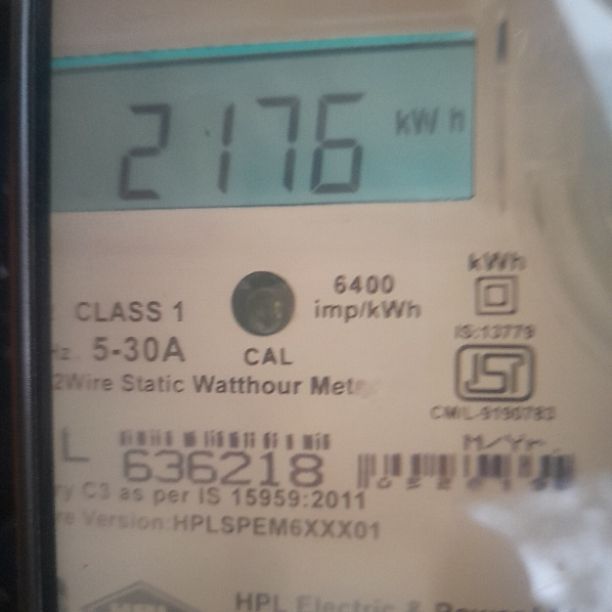 2176 kWh
kWh
6400
imp/kWh
CLASS 1
IS:13779
5-30A
CAL
2Wire Static Watthour Met
ISI
CM/L-9190783
M/Yr.
L
636218
C3 as per IS 15959:2011
Version:HPLSPEM6XXX01
HPL Electric &